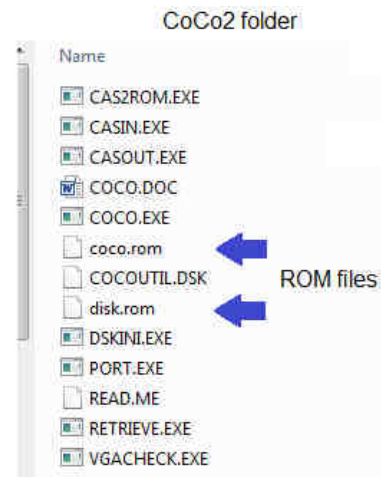 CoCo2 folder
Name
CAS2ROM.EXE
CASIN.EXE
CASOUT.EXE
COCO.DOC
COCO.EXE
coco.rom
COCOUTIL.DSK
ROM files
disk.rom
DSKINI.EXE
PORT.EXE
READ.ME
RETRIEVE.EXE
VGACHECK.EXE